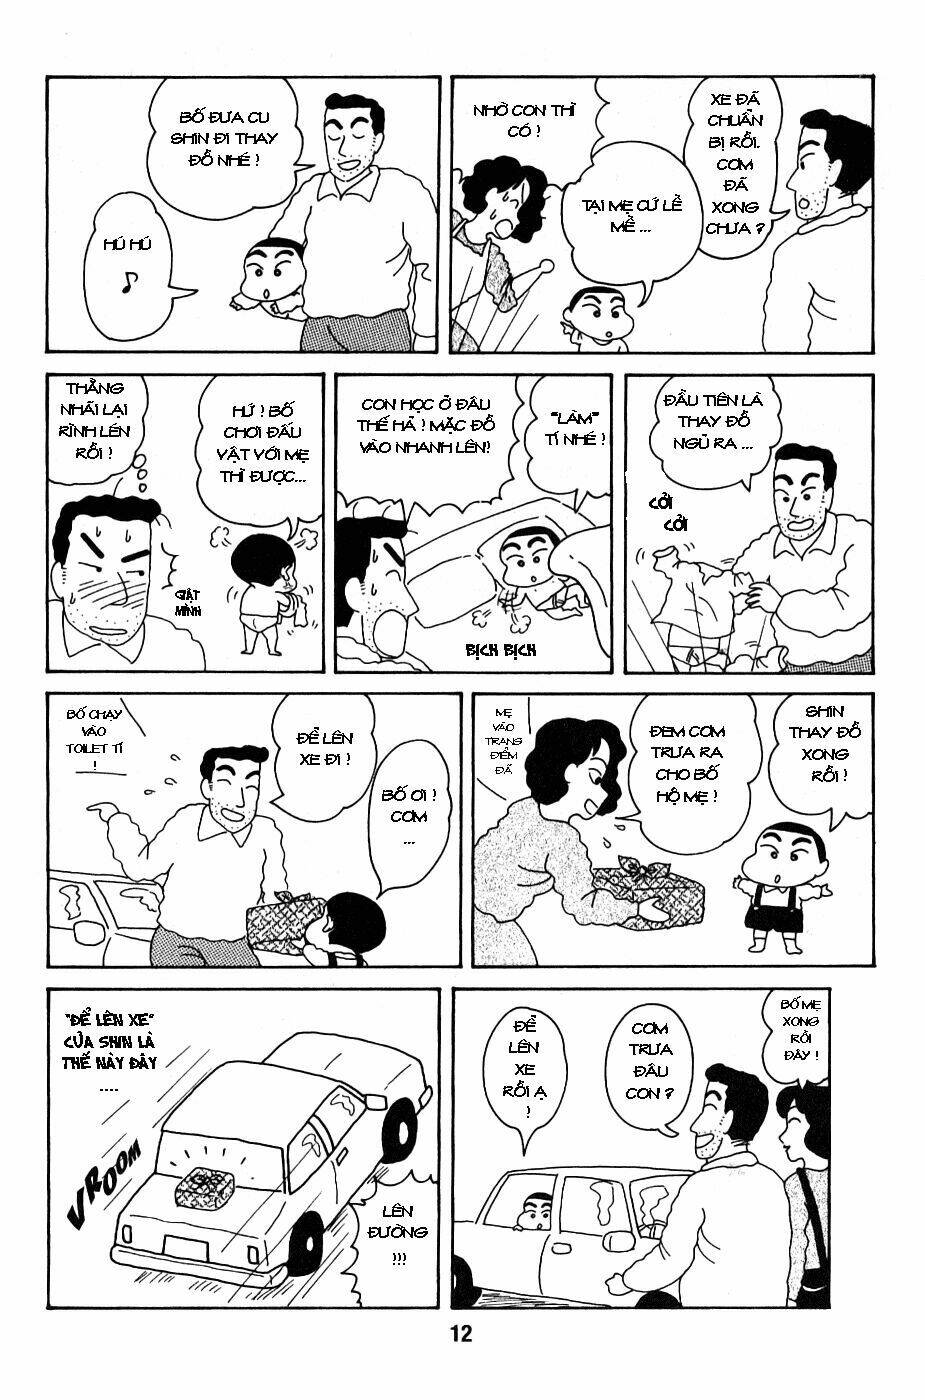 XE ĐÃ
CHUẨN
BỊ RỒI.
CƠM
ĐÃ
XONG
CHƯA ?
TẠI MẸ CỨ LỀ
MỀ ...
NHỜ CON THÌ
CÓ !
BỐ ĐƯA CU
SHIN ĐI THAY
ĐỒ NHÉ !
HÚ HÚ
ĐẦU TIÊN LÀ
THAY ĐỒ
NGỦ RA ...
CỞI
CỞI
"LÀM"
TÍ NHÉ !
CON HỌC Ở ĐÂU
THẾ HẢ ! MẶC ĐỒ
VÀO NHANH LÊN!
BỊCH BỊCH
HỨ ! BỐ
CHƠI ĐẤU
VẬT VỚI MẸ
THÌ ĐƯỢC...
THẰNG
NHÃI LẠI
RÌNH LÉN
RỒI !
GIẬT
MÌNH
SHIN
THAY ĐỒ
XONG
RỒI !
ĐEM CƠM
TRƯA RA
CHO BỐ
HỘ MẸ !
MẸ
VÀO
TRANG
ĐIỂM
ĐÃ
BỐ ƠI !
CƠM
...
ĐỂ LÊN
XE ĐI !
BỐ CHẠY
VÀO
TOILET TÍ
!
BỐ MẸ
XONG
RỒI
ĐÂY !
CƠM
TRƯA
ĐÂU
CON ?
ĐỂ
LÊN
XE
RỒI Ạ
!
"ĐỂ LÊN XE"
CỦA SHIN LÀ
THẾ NÀY ĐÂY
....
VROOM
LÊN
ĐƯỜNG
!!!
12